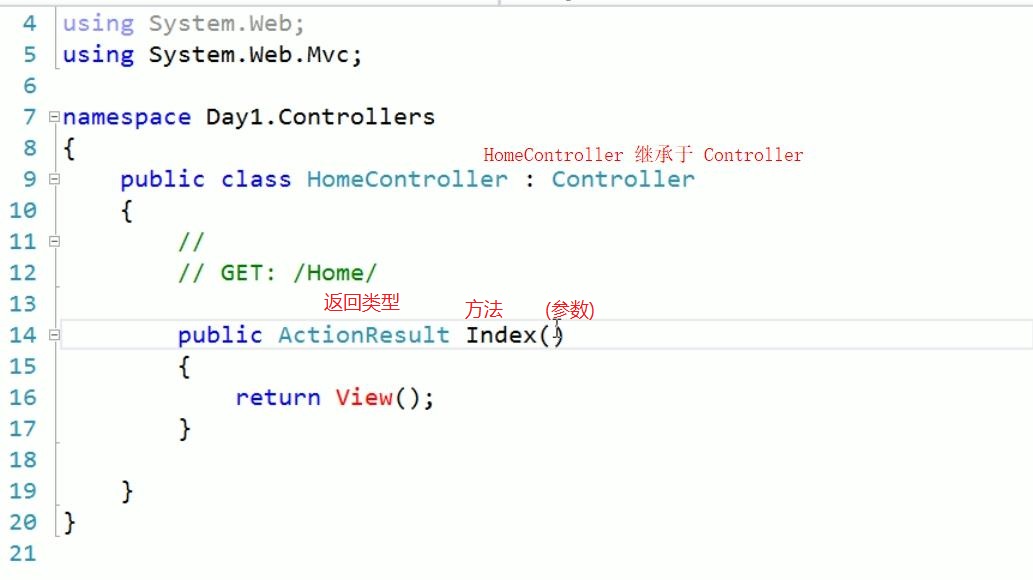 4 using System.Web;
5 using System.Web.Mvc;
6
7 namespace Day1.Controllers
8 {
HomeController 继承于 Controller
9 public class HomeController : Controller
10 {
11 //
12 // GET: /Home/
13 返回类型 方法 (参数)
14 public ActionResult Index()
15 {
16 return View();
17 }
18
19 }
20 }
21